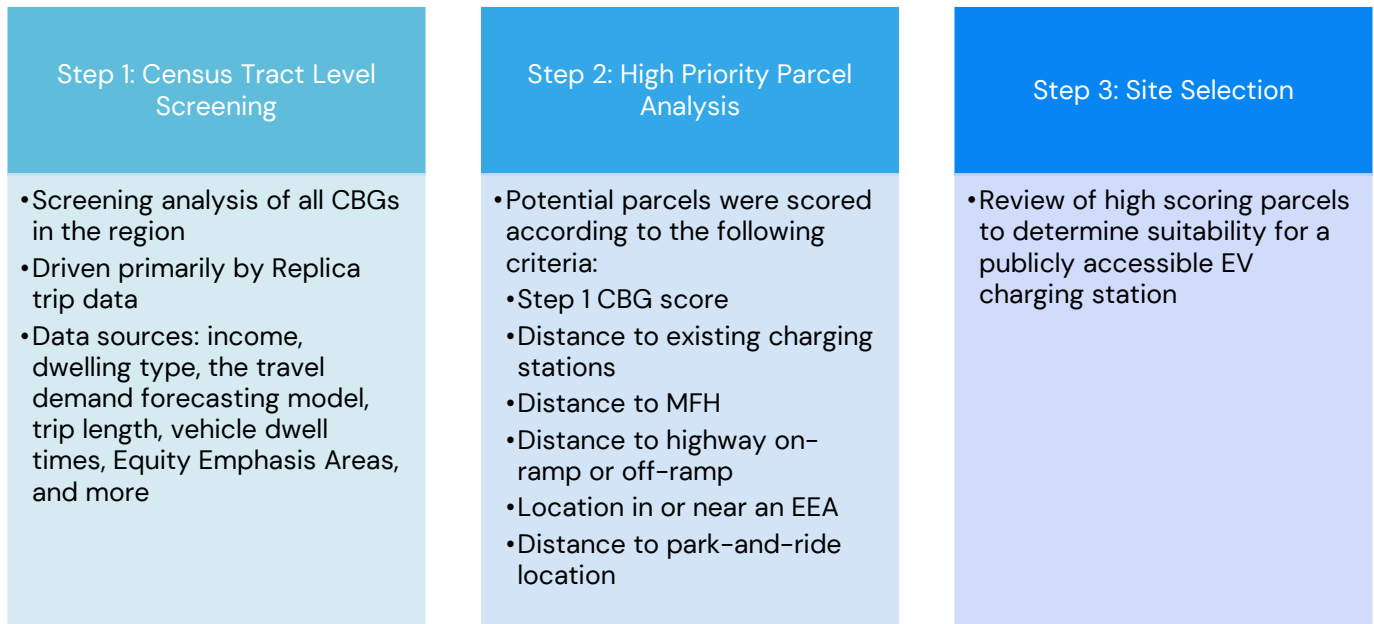 Step 1: Census Tract Level
Screening
•Screening analysis of all CBGs
in the region
•Driven primarily by Replica
trip data
•Data sources: income,
dwelling type, the travel
demand forecasting model,
trip length, vehicle dwell
times, Equity Emphasis Areas,
and more
Step 2: High Priority Parcel
Analysis
•Potential parcels were scored
according to the following
criteria:
•Step 1 CBG score
•Distance to existing charging
stations
•Distance to MFH
•Distance to highway on-
ramp or off-ramp
•Location in or near an EEA
•Distance to park-and-ride
location
Step 3: Site Selection
•Review of high scoring parcels
to determine suitability for a
publicly accessible EV
charging station